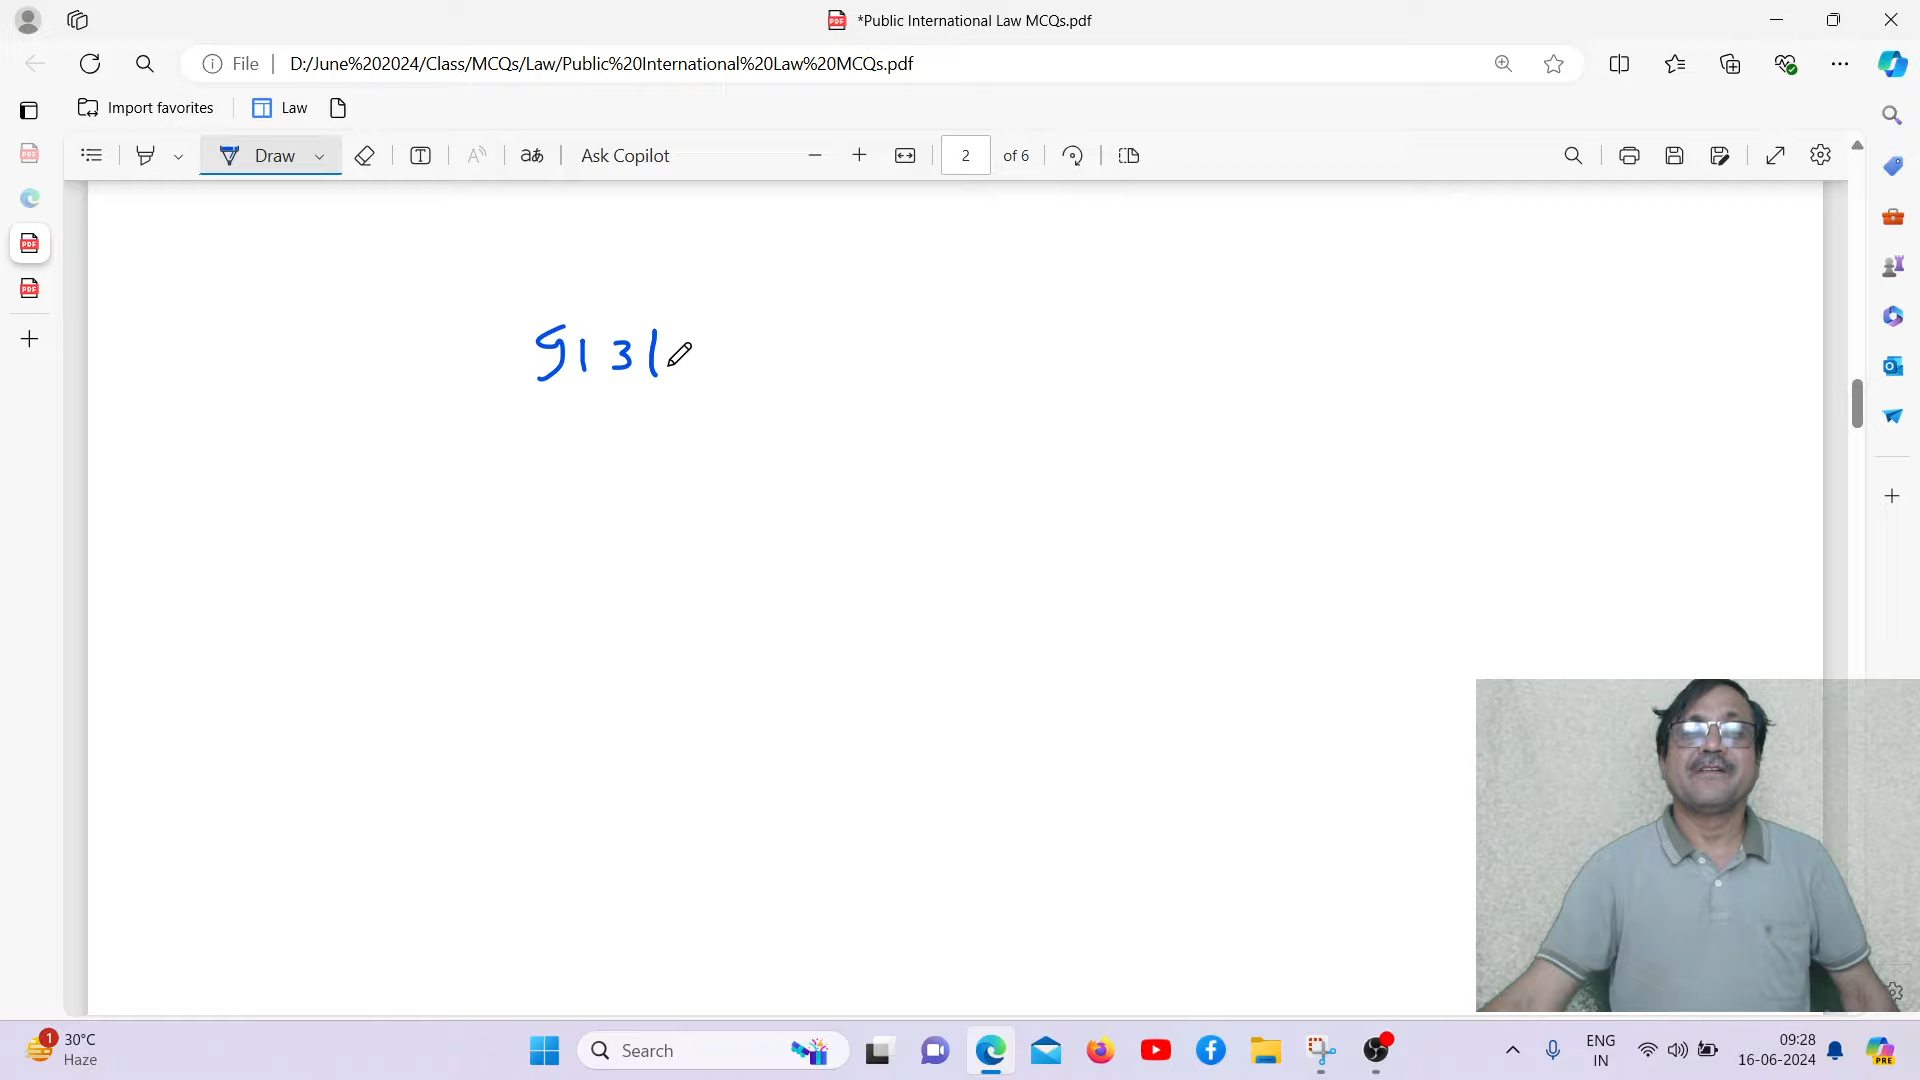 *Public International Law MCQs.pdf
File
D:/June%202024/Class/MCQs/Law/Public%20International%20Law%20MCQs.pdf
Import favorites
Law
Draw
Ask Copilot
2
of 6
30°C
Haze
1
Search
ENG
IN
09:28
16-06-2024